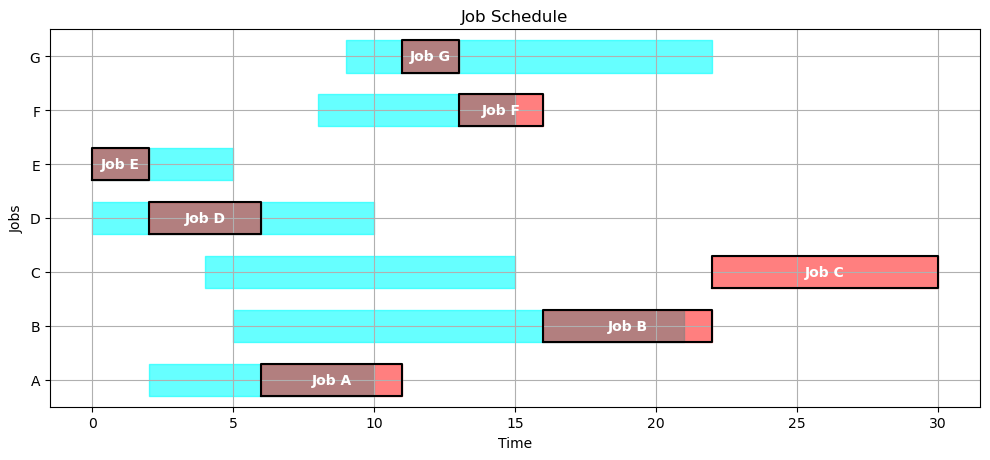 Job Schedule
G
Job G
F
Job F
E
Job E
D
Job D
C
Job C
B
Job B
A
Job A
Jobs
0 5 10 15 20 25 30
Time